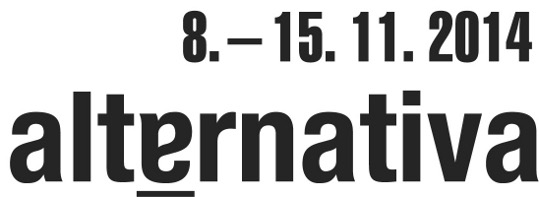 8. – 15. 11. 2014
alternativa